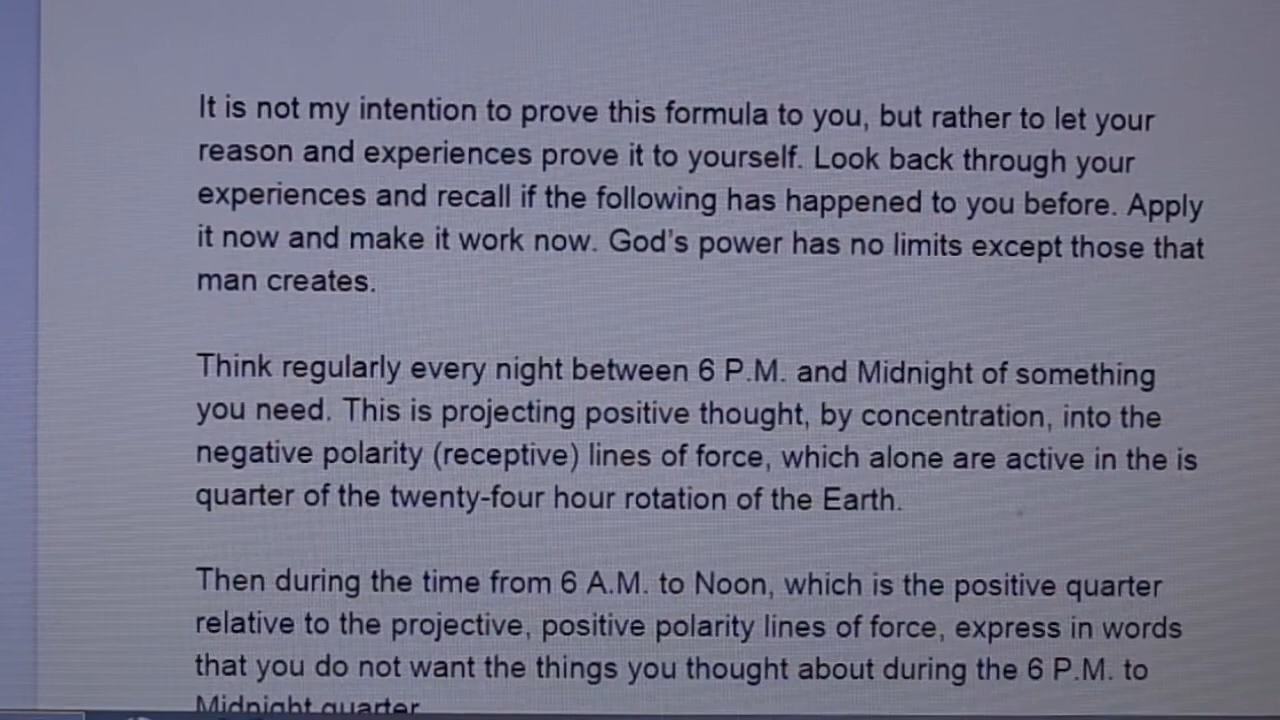 It is not my intention to prove this formula to you, but rather to let your
reason and experiences prove it to yourself. Look back through your
experiences and recall if the following has happened to you before. Apply
it now and make it work now. God's power has no limits except those that
man creates.
Think regularly every night between 6 P.M. and Midnight of something
you need. This is projecting positive thought, by concentration, into the
negative polarity (receptive) lines of force, which alone are active in the is
quarter of the twenty-four hour rotation of the Earth.
Then during the time from 6 A.M. to Noon, which is the positive quarter
relative to the projective, positive polarity lines of force, express in words
that you do not want the things you thought about during the 6 P.M. to
Midnight quarter